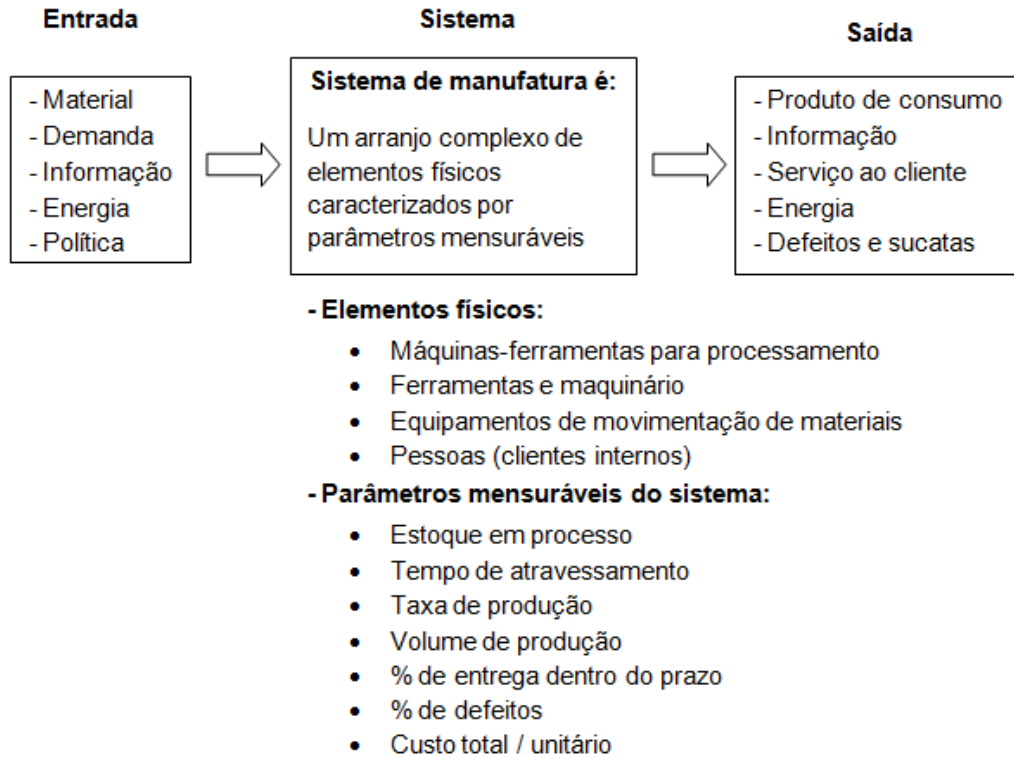 Entrada
- Material
- Demanda
- Informação
- Energia
- Política
Sistema
Sistema de manufatura é:
Um arranjo complexo de
elementos físicos
caracterizados por
parâmetros mensuráveis
Saída
- Produto de consumo
- Informação
- Serviço ao cliente
- Energia
- Defeitos e sucatas
- Elementos físicos:
• Máquinas-ferramentas para processamento
• Ferramentas e maquinário
• Equipamentos de movimentação de materiais
• Pessoas (clientes internos)
- Parâmetros mensuráveis do sistema:
• Estoque em processo
• Tempo de atravessamento
• Taxa de produção
• Volume de produção
• % de entrega dentro do prazo
• % de defeitos
• Custo total / unitário